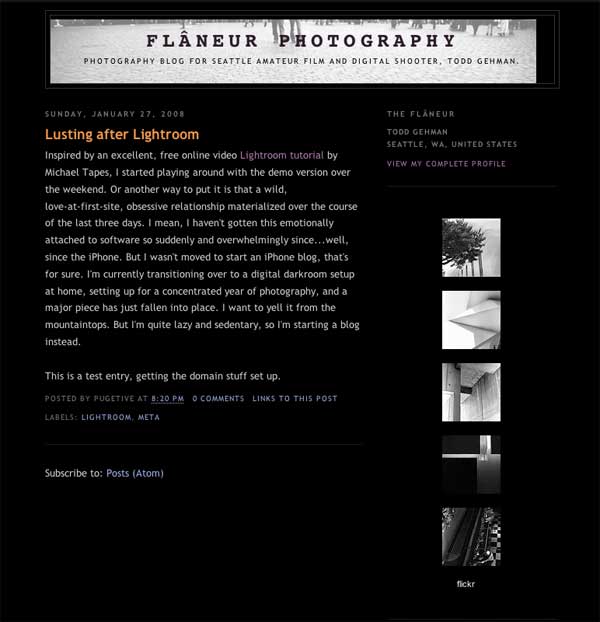 FLÂNEUR PHOTOGRAPHY
PHOTOGRAPHY BLOG FOR SEATTLE AMATEUR FILM AND DIGITAL SHOOTER, TODD GEHMAN.
SUNDAY, JANUARY 27, 2008
Lusting after Lightroom
Inspired by an excellent, free online video Lightroom tutorial by
Michael Tapes, I started playing around with the demo version over
the weekend. Or another way to put it is that a wild,
love-at-first-site, obsessive relationship materialized over the course
of the last three days. I mean, I haven't gotten this emotionally
attached to software so suddenly and overwhelmingly since...well,
since the iPhone. But I wasn't moved to start an iPhone blog, that's
for sure. I'm currently transitioning over to a digital darkroom setup
at home, setting up for a concentrated year of photography, and a
major piece has just fallen into place. I want to yell it from the
mountaintops. But I'm quite lazy and sedentary, so I'm starting a blog
instead.
This is a test entry, getting the domain stuff set up.
POSTED BY PUGETIVE AT 8:20 PM 0 COMMENTS LINKS TO THIS POST
LABELS: LIGHTROOM, META
Subscribe to: Posts (Atom)
THE FLÂNEUR
TODD GEHMAN
SEATTLE, WA, UNITED STATES
VIEW MY COMPLETE PROFILE
flickr